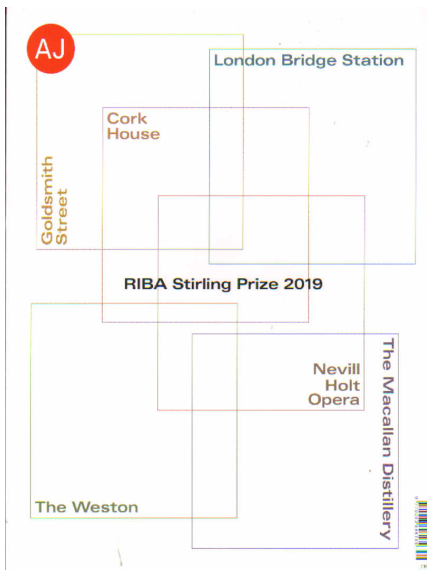 AJ
London Bridge Station
Cork
House
Goldsmith
Street
RIBA Stirling Prize 2019
Nevill
Holt
Opera
The Macallan Distillery
The Weston